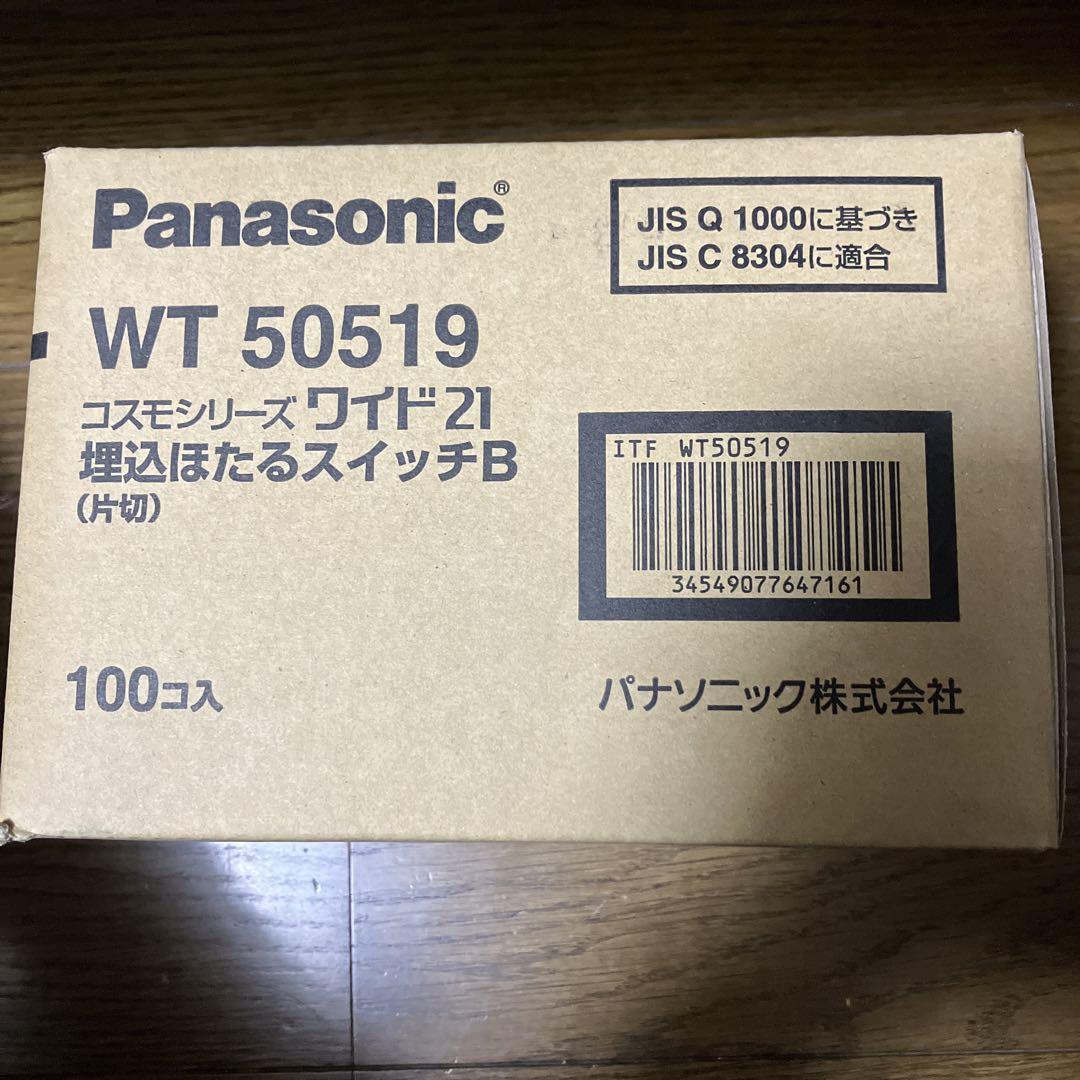 Panasonic®
WT 50519
コスモシリーズ ワイド21
埋込ほたるスイッチB
(片切)
100コ入
JIS Q 1000に基づき
JIS C 8304に適合
ITF WT50519
34549077647161
パナソニック株式会社